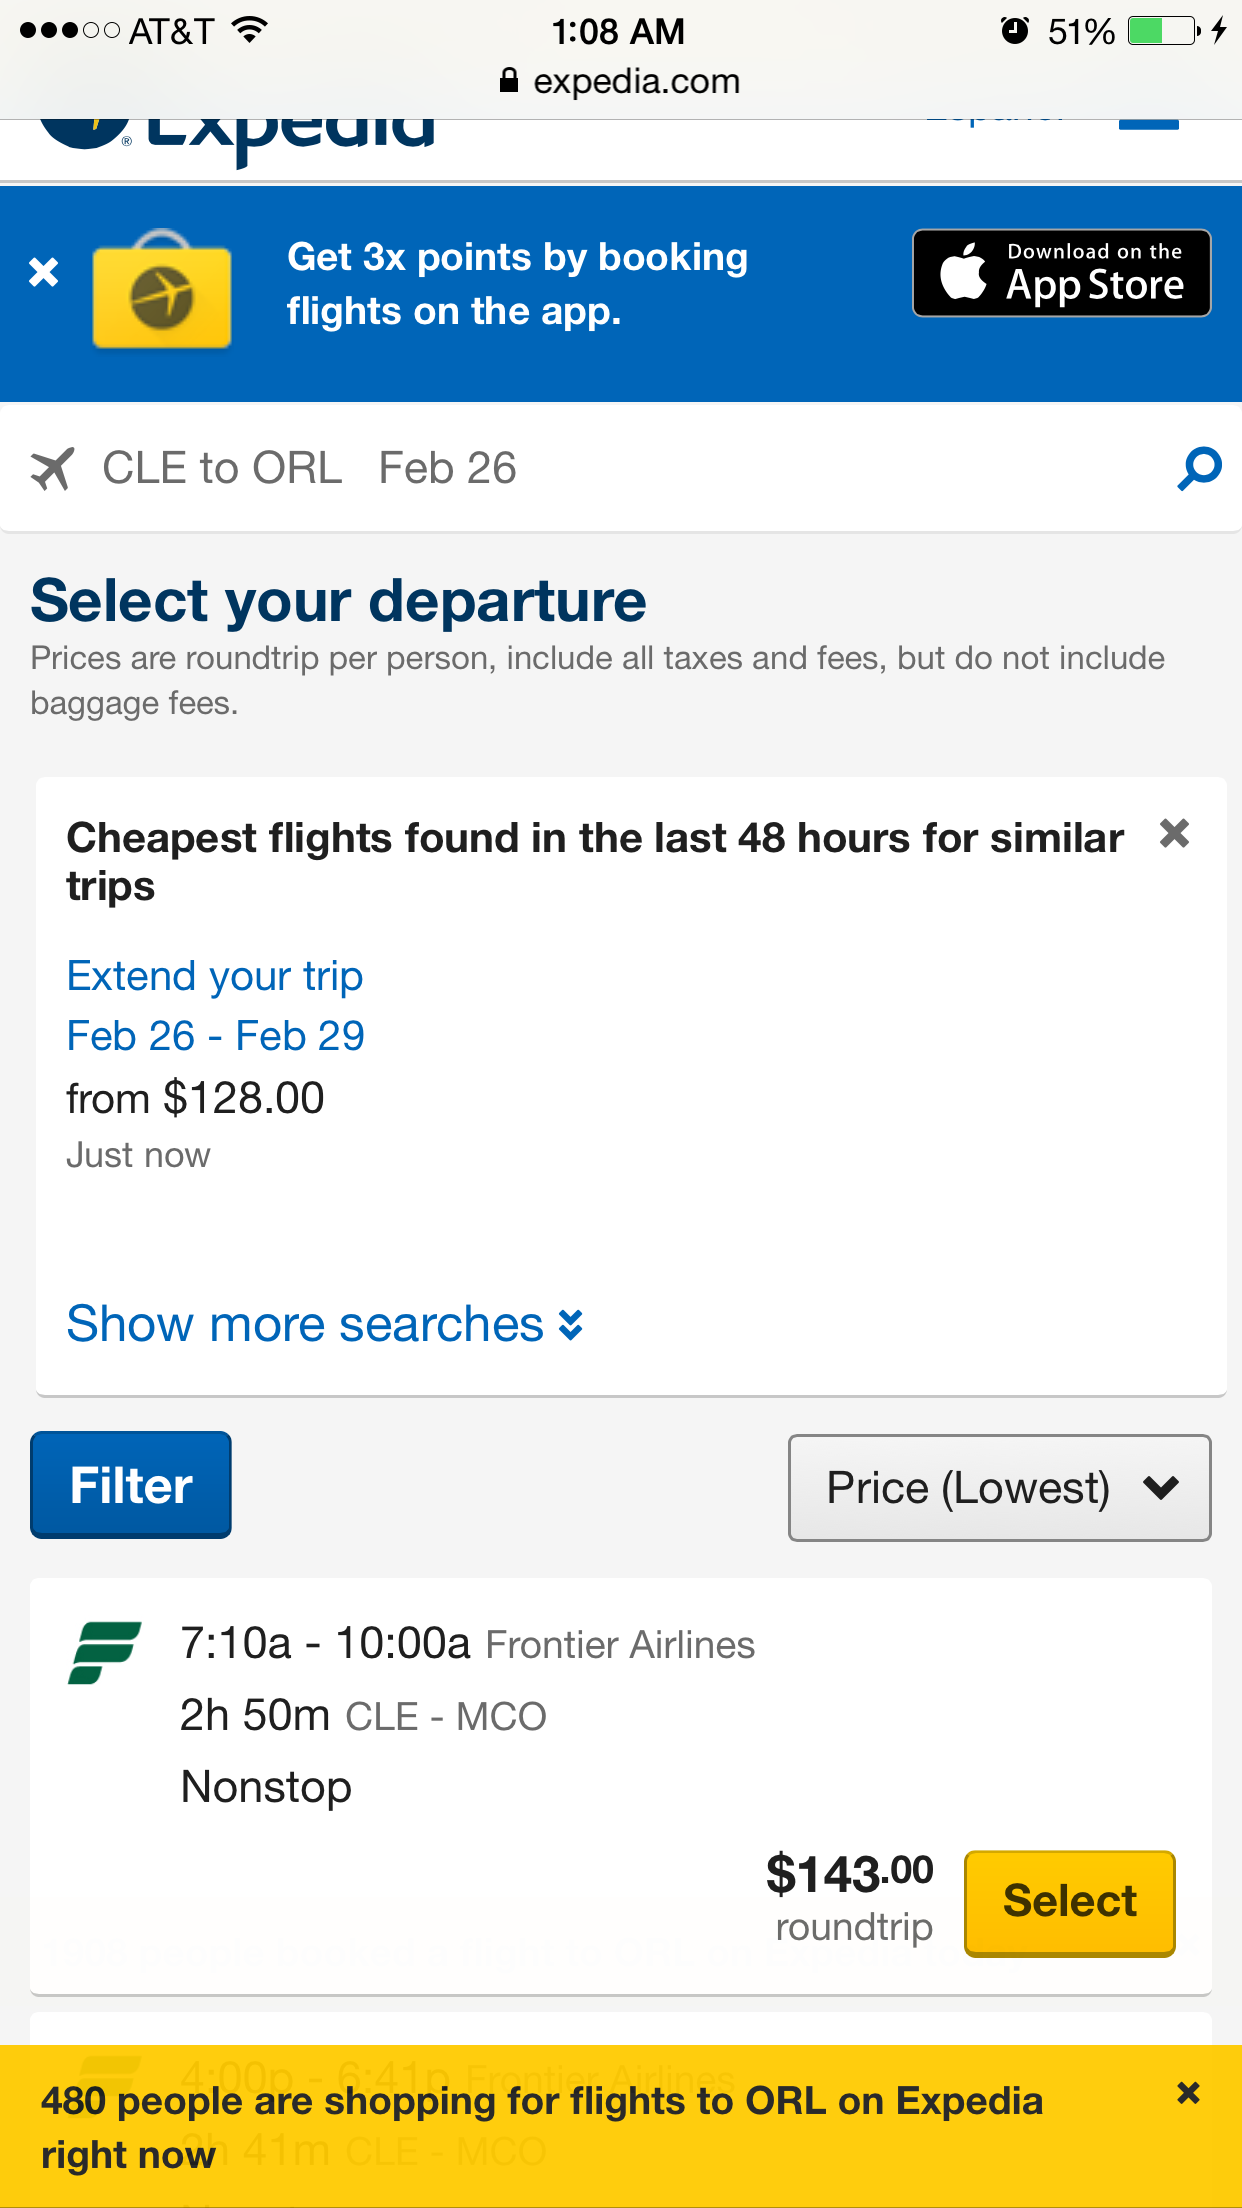 AT&T 1:08 AM 51%
expedia.com
Expedia® Español
Get 3x points by booking
flights on the app.
Download on the
App Store
CLE to ORL Feb 26
Select your departure
Prices are roundtrip per person, include all taxes and fees, but do not include
baggage fees.
Cheapest flights found in the last 48 hours for similar
trips
Extend your trip
Feb 26 - Feb 29
from $128.00
Just now
Show more searches
Filter
Price (Lowest)
7:10a - 10:00a Frontier Airlines
2h 50m CLE - MCO
Nonstop
$143.00
roundtrip
Select
4:00p - 6:41p Frontier Airlines
480 people are shopping for flights to ORL on Expedia
right now
2h 41m CLE - MCO